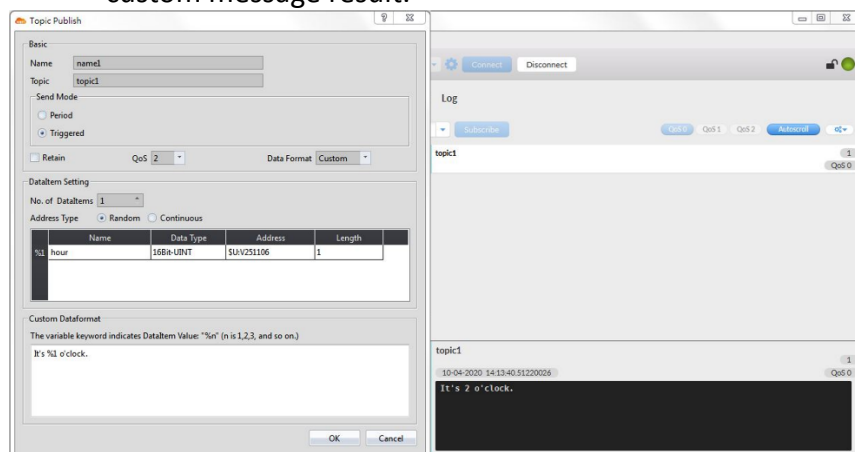 custom message result.
Topic Publish
Basic
Name name1
Topic topic1
Send Mode
Period
Triggered
Retain QoS 2 Data Format Custom
DataItem Setting
No. of DataItems 1
Address Type Random Continuous
Name Data Type Address Length
%1 hour 16Bit-UINT $U:V251106 1
Custom Dataformat
The variable keyword indicates DataItem Value: "%n" (n is 1,2,3, and so on.)
It's %1 o'clock.
OK Cancel
Connect Disconnect
Log
Subscribe QoS 0 QoS 1 QoS 2 Autoscroll
topic1 1
QoS 0
topic1
1
10-04-2020 14:13:40.51220026 QoS 0
It's 2 o'clock.